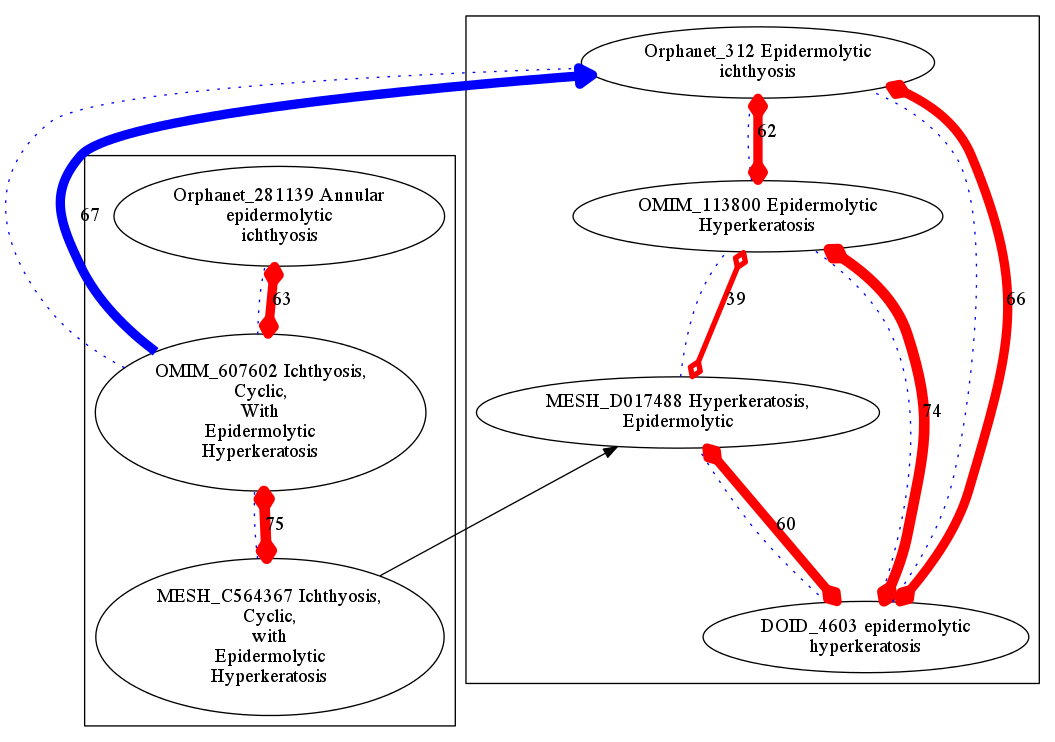 Orphanet_312 Epidermolytic
ichthyosis
62
OMIM_113800 Epidermolytic
Hyperkeratosis
Orphanet_281139 Annular
epidermolytic
ichthyosis
67
63
39
66
OMIM_607602 Ichthyosis,
Cyclic,
With
Epidermolytic
Hyperkeratosis
MESH_D017488 Hyperkeratosis,
Epidermolytic
74
75
60
MESH_C564367 Ichthyosis,
Cyclic,
with
Epidermolytic
Hyperkeratosis
DOID_4603 epidermolytic
hyperkeratosis